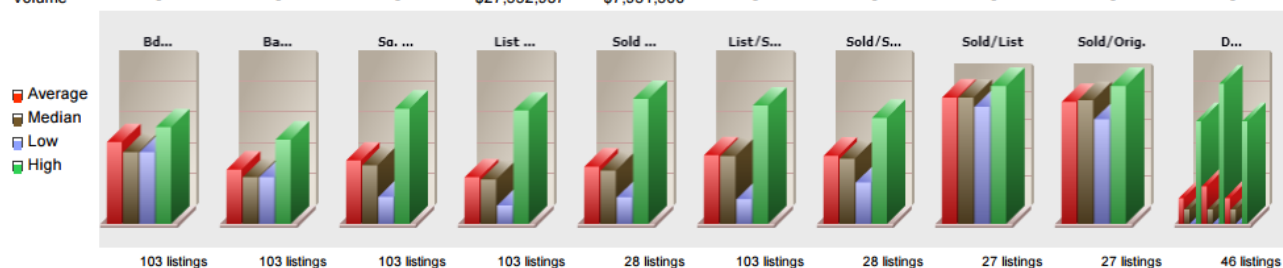 Bd... Ba... Sq. ... List ... Sold ... List/S... Sold/S... Sold/List Sold/Orig. D...
Average
Median
Low
High
103 listings 103 listings 103 listings 103 listings 28 listings 103 listings 28 listings 27 listings 27 listings 46 listings